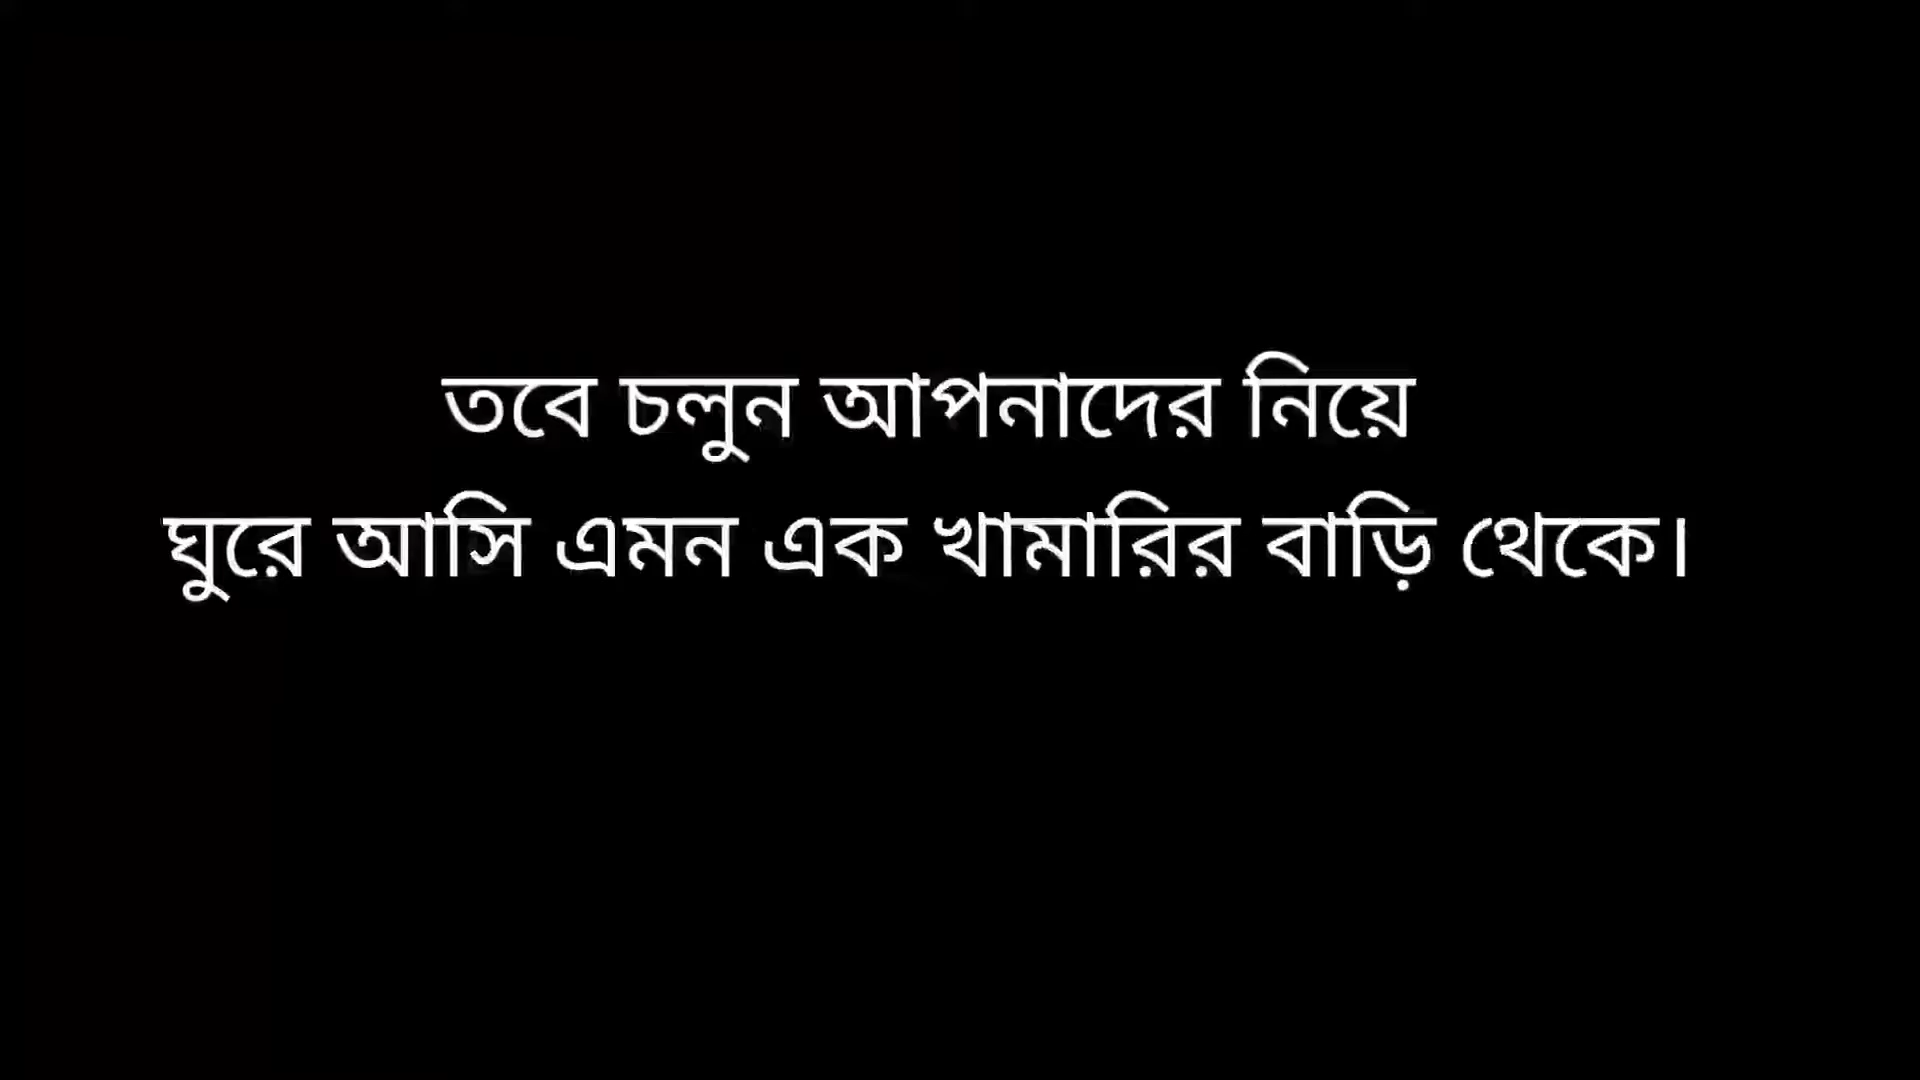 তবে চলুন আপনাদের নিয়ে
ঘুরে আসি এমন এক খামারির বাড়ি থেকে।